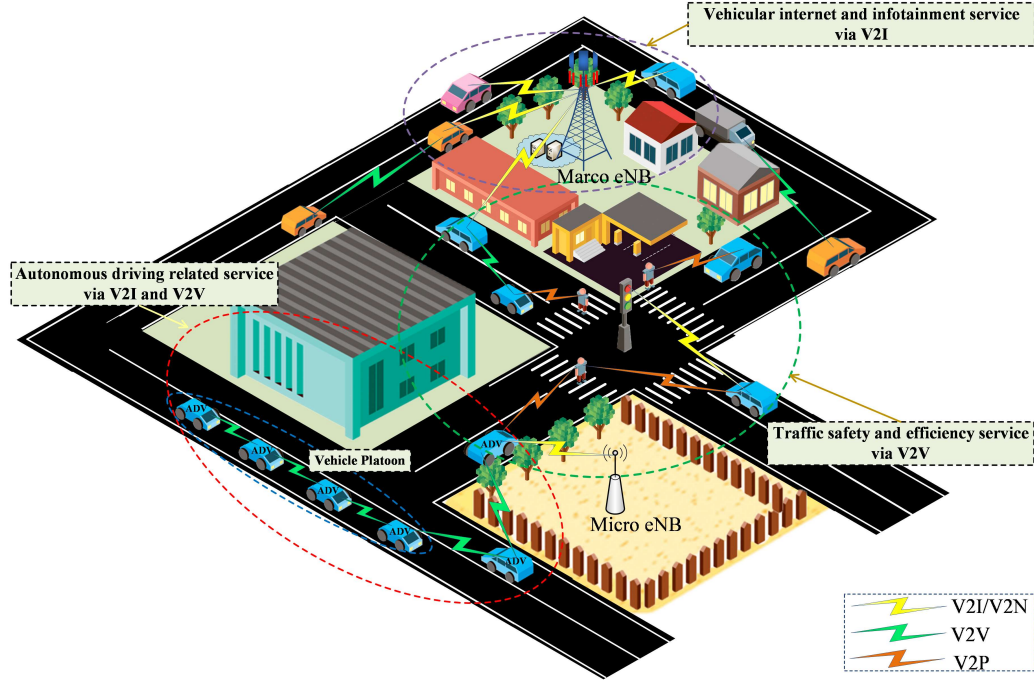 Vehicular internet and infotainment service
via V2I
Marco eNB
Autonomous driving related service
via V2I and V2V
ADV
ADV
Vehicle Platoon
ADV
ADV
ADV
ADV
Traffic safety and efficiency service
via V2V
Micro eNB
V2I/V2N
V2V
V2P